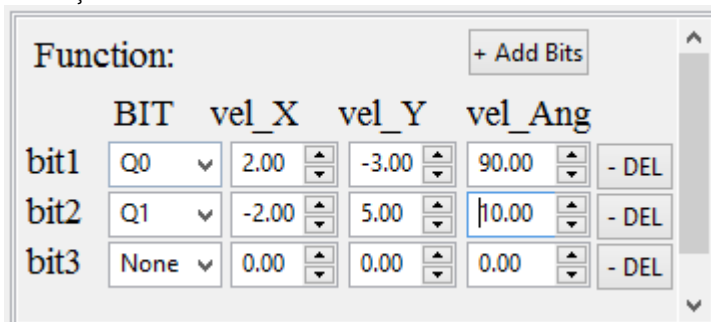 Function: + Add Bits
BIT vel_X vel_Y vel_Ang
bit1 Q0 2.00 -3.00 90.00 - DEL
bit2 Q1 -2.00 5.00 10.00 - DEL
bit3 None 0.00 0.00 0.00 - DEL